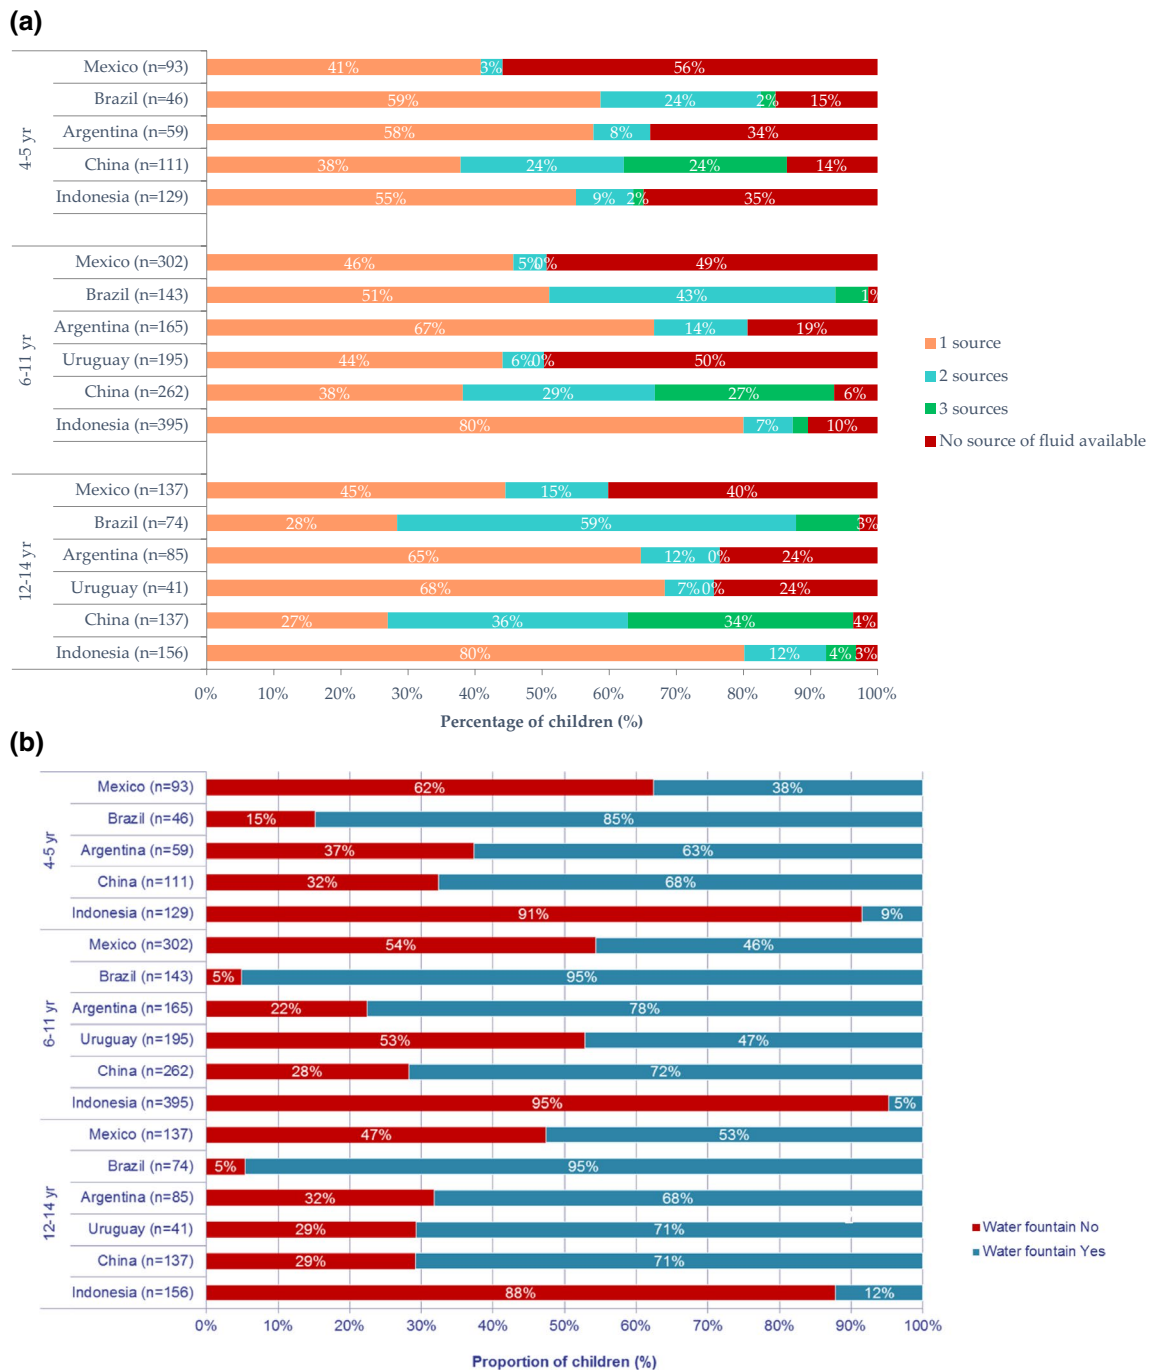 (a)
4-5 yr
Mexico (n=93) 41% 3% 56%
Brazil (n=46) 59% 24% 2% 15%
Argentina (n=59) 58% 8% 34%
China (n=111) 38% 24% 24% 14%
Indonesia (n=129) 55% 9% 2% 35%
6-11 yr
Mexico (n=302) 46% 5% 0% 49%
Brazil (n=143) 51% 43% 1%
Argentina (n=165) 67% 14% 19%
Uruguay (n=195) 44% 6% 0% 50%
China (n=262) 38% 29% 27% 6%
Indonesia (n=395) 80% 7% 10%
12-14 yr
Mexico (n=137) 45% 15% 40%
Brazil (n=74) 28% 59% 3%
Argentina (n=85) 65% 12% 0% 24%
Uruguay (n=41) 68% 7% 0% 24%
China (n=137) 27% 36% 34% 4%
Indonesia (n=156) 80% 12% 4% 3%
0% 10% 20% 30% 40% 50% 60% 70% 80% 90% 100%
Percentage of children (%)
1 source
2 sources
3 sources
No source of fluid available
(b)
4-5 yr
Mexico (n=93) 62% 38%
Brazil (n=46) 15% 85%
Argentina (n=59) 37% 63%
China (n=111) 32% 68%
Indonesia (n=129) 91% 9%
6-11 yr
Mexico (n=302) 54% 46%
Brazil (n=143) 5% 95%
Argentina (n=165) 22% 78%
Uruguay (n=195) 53% 47%
China (n=262) 28% 72%
Indonesia (n=395) 95% 5%
12-14 yr
Mexico (n=137) 47% 53%
Brazil (n=74) 5% 95%
Argentina (n=85) 32% 68%
Uruguay (n=41) 29% 71%
China (n=137) 29% 71%
Indonesia (n=156) 88% 12%
0% 10% 20% 30% 40% 50% 60% 70% 80% 90% 100%
Proportion of children (%)
Water fountain No
Water fountain Yes